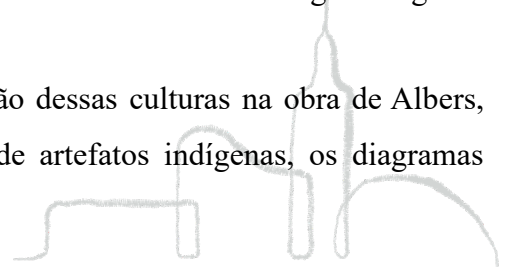 ão dessas culturas na obra de Albers,
de artefatos indígenas, os diagramas